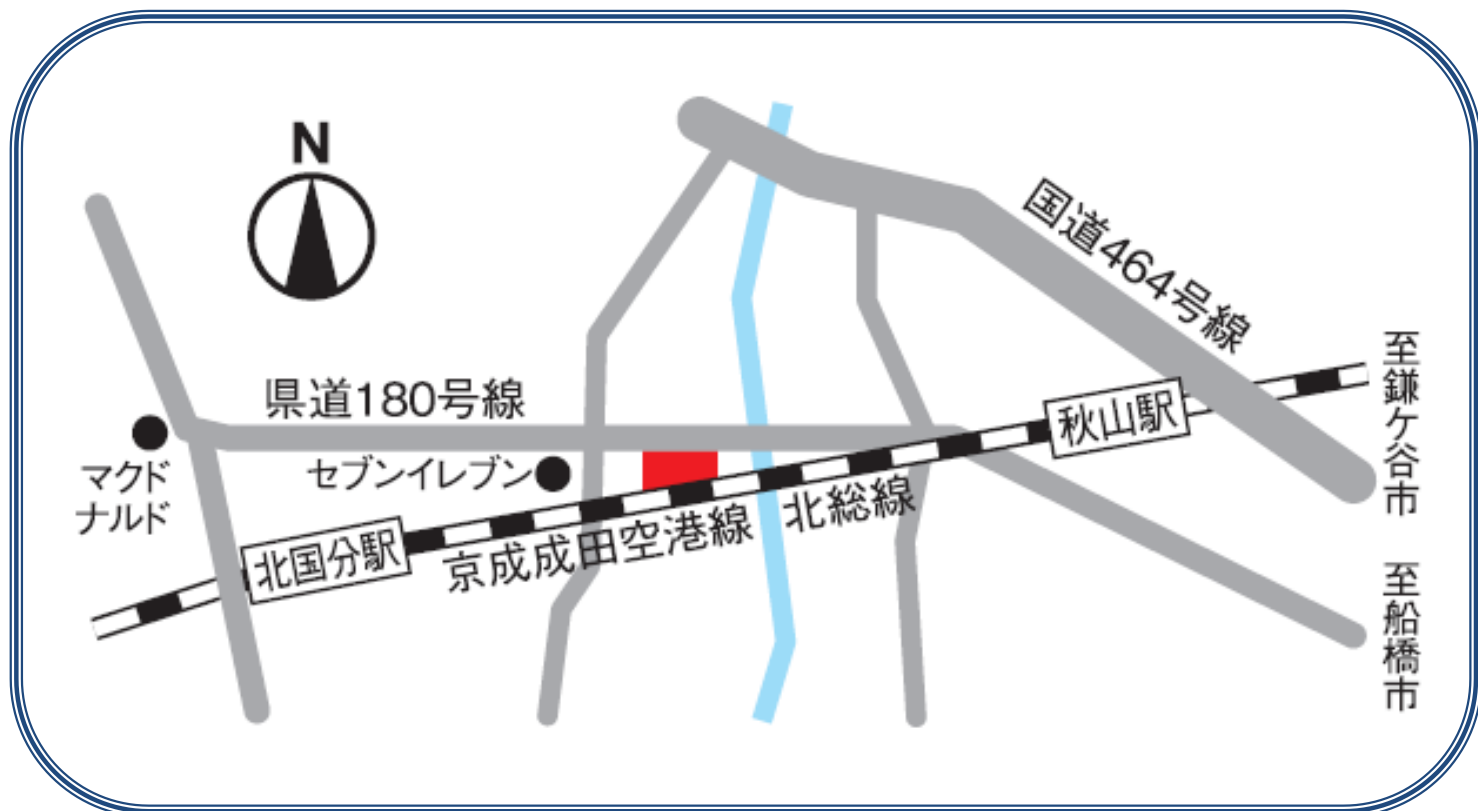 N
国道464号線
至鎌ケ谷市
県道180号線
秋山駅
マクド
ナルド
セブンイレブン
北総線
京成成田空港線
北国分駅
至船橋市